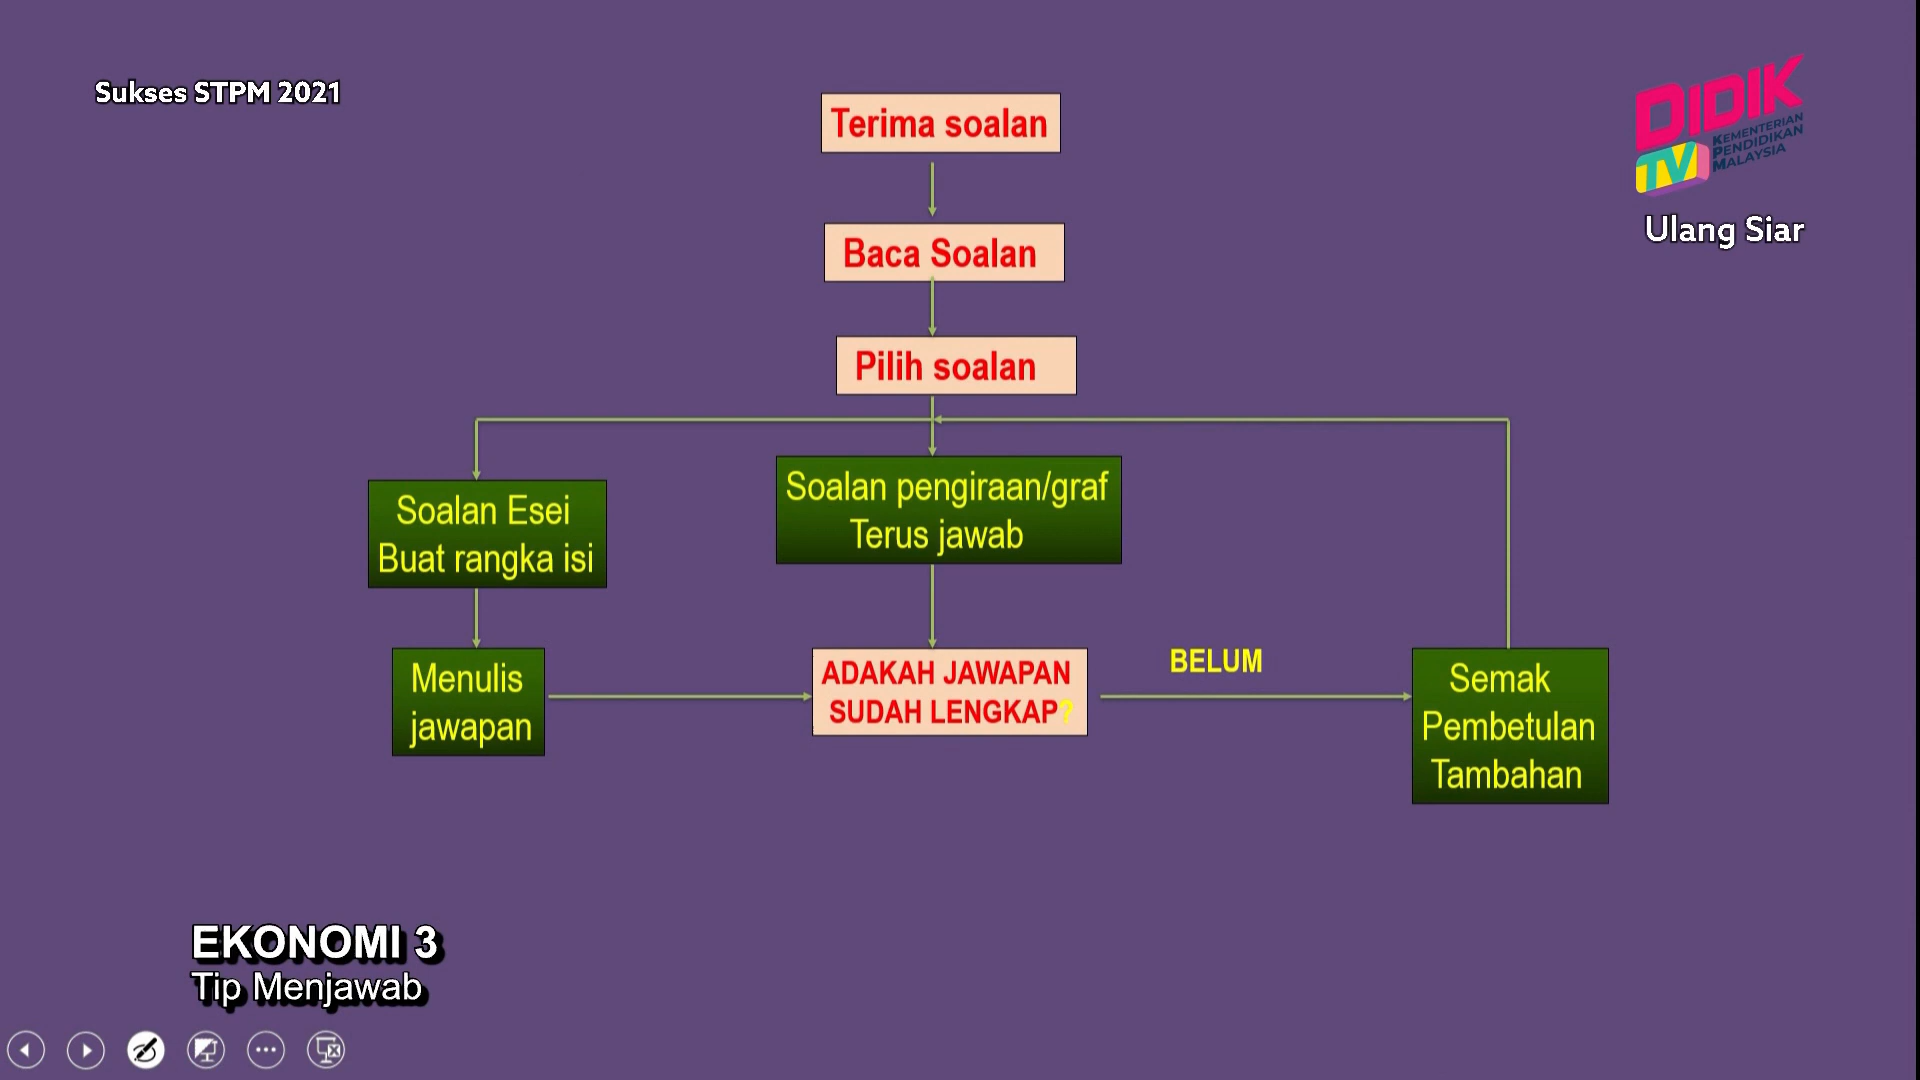 Sukses STPM 2021
DIDIK
TV
KEMENTERIAN
PENDIDIKAN
MALAYSIA
Ulang Siar
Terima soalan
Baca Soalan
Pilih soalan
Soalan Esei
Buat rangka isi
Soalan pengiraan/graf
Terus jawab
Menulis
jawapan
ADAKAH JAWAPAN
SUDAH LENGKAP?
BELUM
Semak
Pembetulan
Tambahan
EKONOMI 3
Tip Menjawab